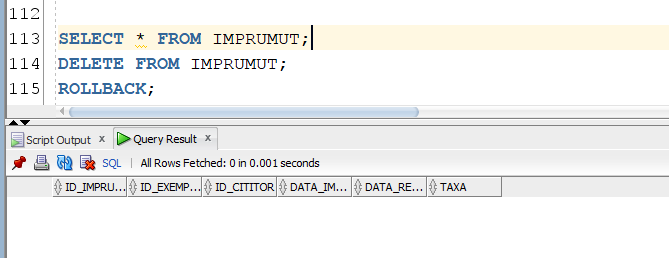 112
113 SELECT * FROM IMPRUMUT;
114 DELETE FROM IMPRUMUT;
115 ROLLBACK;
Script Output x Query Result x
SQL | All Rows Fetched: 0 in 0.001 seconds
ID_IMPRU... ID_EXEMP... ID_CITITOR DATA_IM... DATA_RE... TAXA